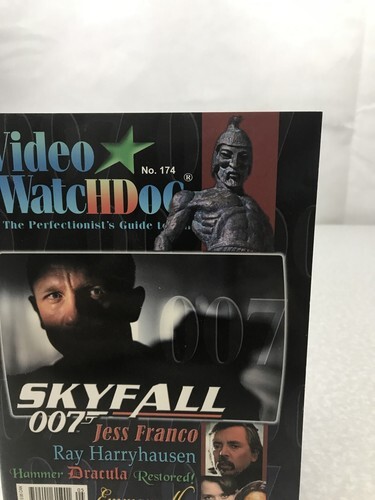 Video
No. 174
WatcHDoG®
The Perfectionist's Guide to
007
SKYFALL
007
Jess Franco
Ray Harryhausen
Hammer Dracula Restored!